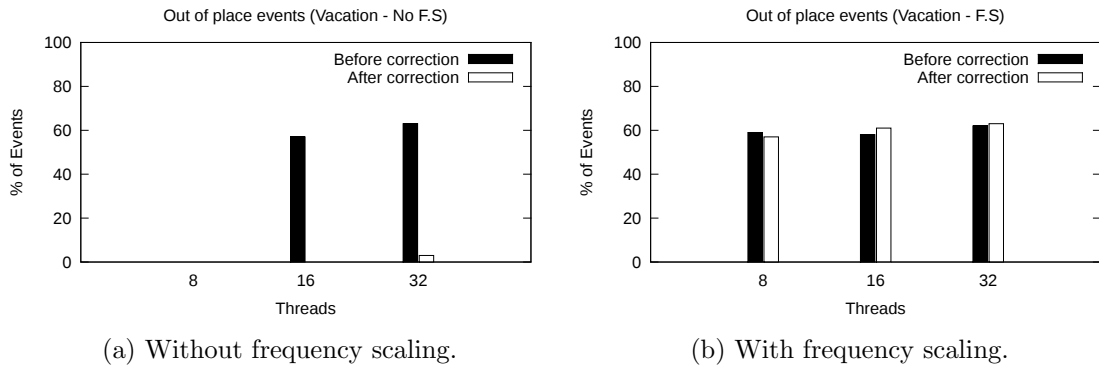 Out of place events (Vacation - No F.S)
100
80
60
40
20
0
% of Events
Before correction
After correction
8 16 32
Threads
(a) Without frequency scaling.
Out of place events (Vacation - F.S)
100
80
60
40
20
0
% of Events
Before correction
After correction
8 16 32
Threads
(b) With frequency scaling.